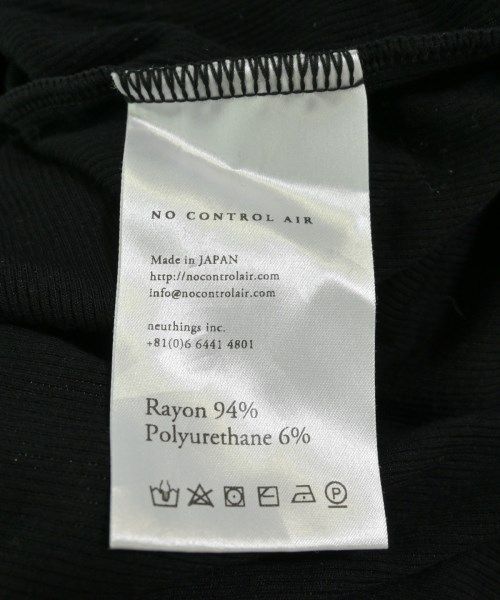 NO CONTROL AIR
Made in JAPAN
http://nocontrolair.com
info@nocontrolair.com
neuthings inc.
+81(0)6 6441 4801
Rayon 94%
Polyurethane 6%
P